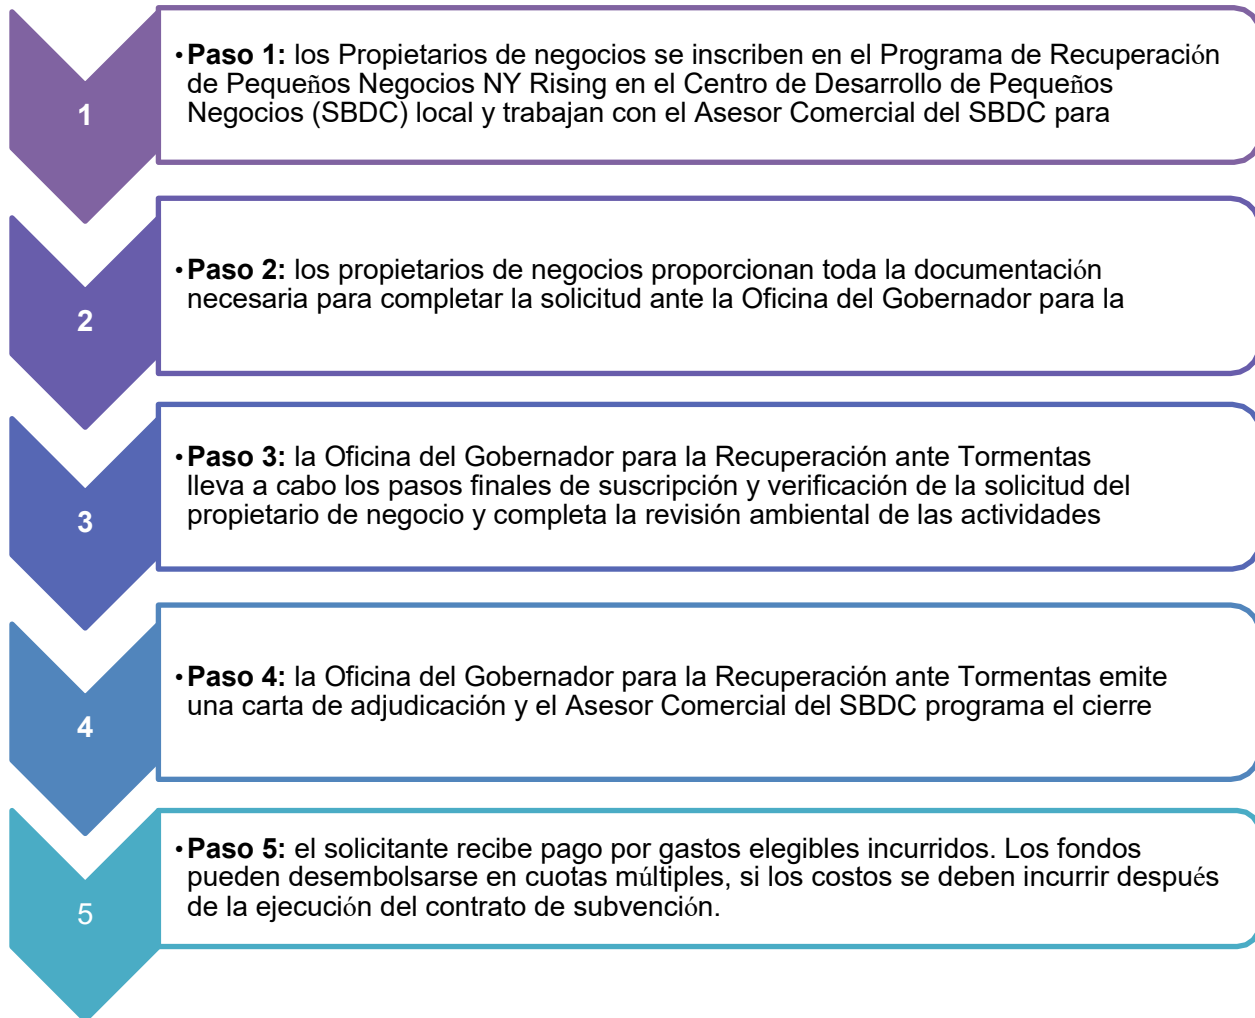 1
•Paso 1: los Propietarios de negocios se inscriben en el Programa de Recuperación
de Pequeños Negocios NY Rising en el Centro de Desarrollo de Pequeños
Negocios (SBDC) local y trabajan con el Asesor Comercial del SBDC para
2
•Paso 2: los propietarios de negocios proporcionan toda la documentación
necesaria para completar la solicitud ante la Oficina del Gobernador para la
3
•Paso 3: la Oficina del Gobernador para la Recuperación ante Tormentas
lleva a cabo los pasos finales de suscripción y verificación de la solicitud del
propietario de negocio y completa la revisión ambiental de las actividades
4
•Paso 4: la Oficina del Gobernador para la Recuperación ante Tormentas emite
una carta de adjudicación y el Asesor Comercial del SBDC programa el cierre
5
•Paso 5: el solicitante recibe pago por gastos elegibles incurridos. Los fondos
pueden desembolsarse en cuotas múltiples, si los costos se deben incurrir después
de la ejecución del contrato de subvención.